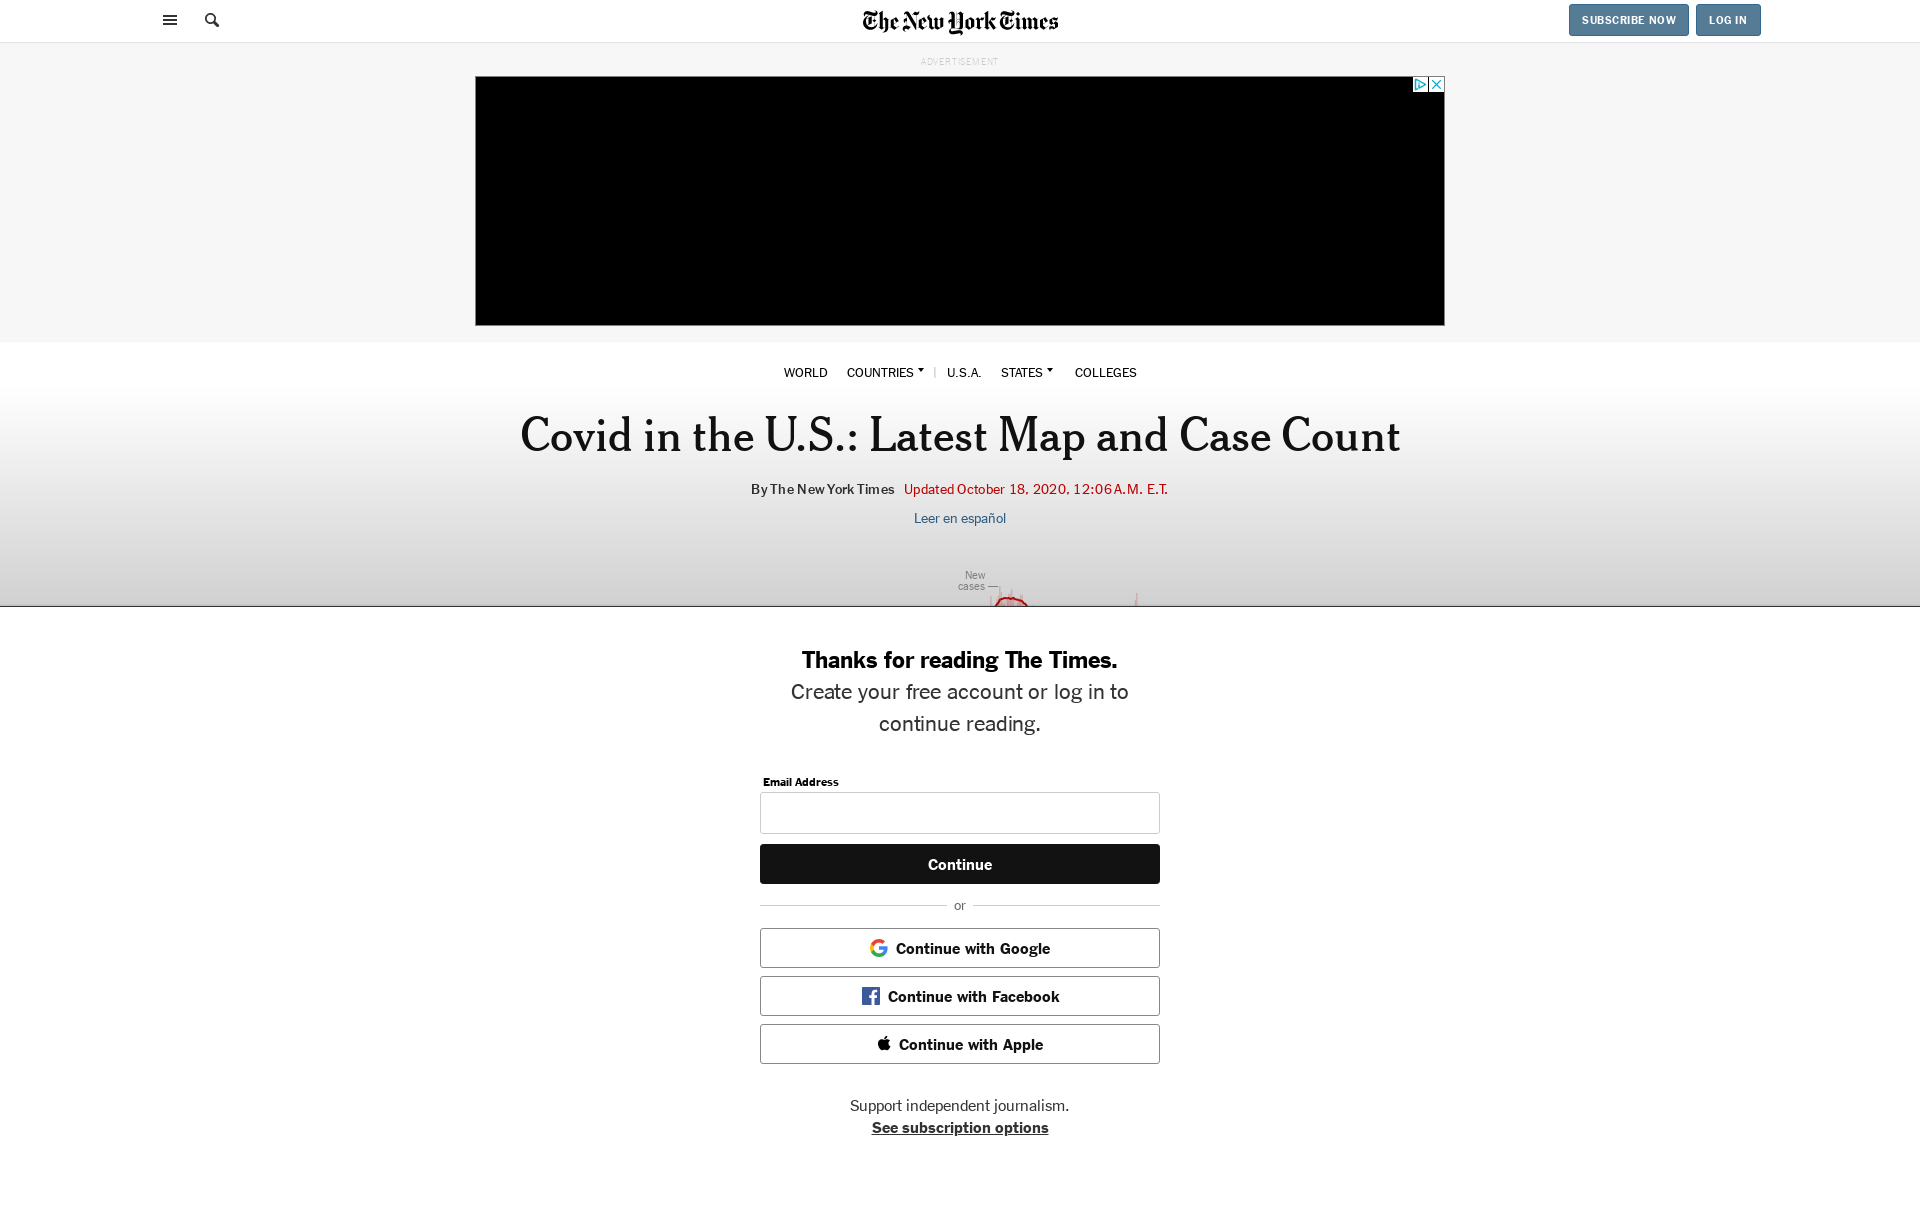 The New York Times
SUBSCRIBE NOW
LOG IN
ADVERTISEMENT
WORLD COUNTRIES | U.S.A. STATES COLLEGES
Covid in the U.S.: Latest Map and Case Count
By The New York Times Updated October 18, 2020, 12:06 A.M. E.T.
Leer en español
New
cases
Thanks for reading The Times.
Create your free account or log in to
continue reading.
Email Address
Continue
or
Continue with Google
Continue with Facebook
Continue with Apple
Support independent journalism.
See subscription options